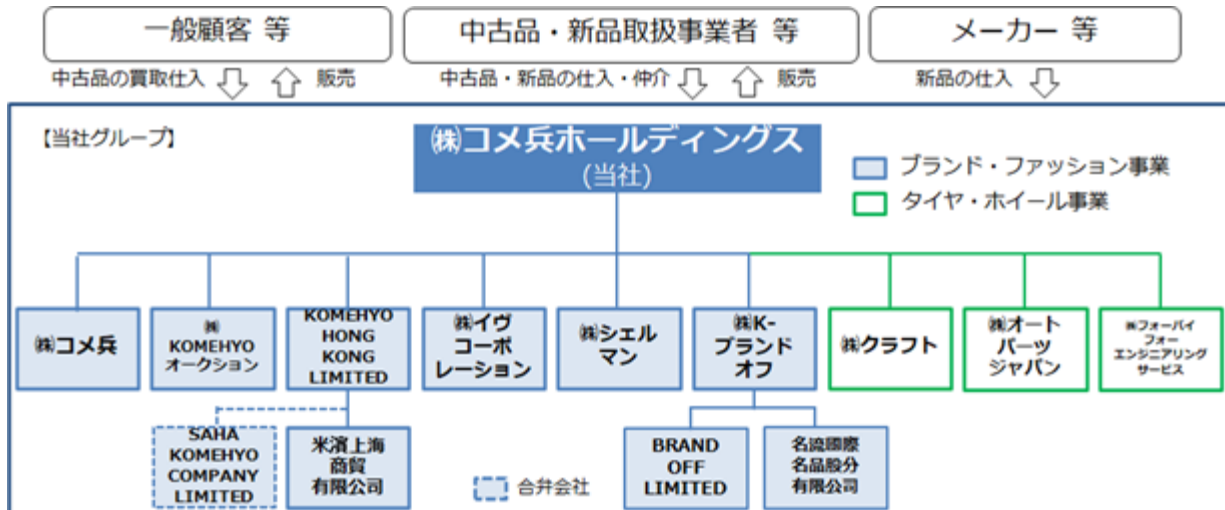 一般顧客 等
中古品・新品取扱事業者 等
メーカー 等
中古品の買取仕入
販売
中古品・新品の仕入・仲介
販売
新品の仕入
【当社グループ】
㈱コメ兵ホールディングス
(当社)
ブランド・ファッション事業
タイヤ・ホイール事業
㈱コメ兵
㈱
KOMEHYO
オークション
KOMEHYO
HONG
KONG
LIMITED
㈱イヴ
コーポ
レーション
㈱シェル
マン
㈱K-
ブランド
オフ
㈱クラフト
㈱オート
パーツ
ジャパン
㈱フォーバイ
フォー
エンジニアリング
サービス
SAHA
KOMEHYO
COMPANY
LIMITED
米濱上海
商貿
有限公司
合弁会社
BRAND
OFF
LIMITED
名流國際
名品股分
有限公司